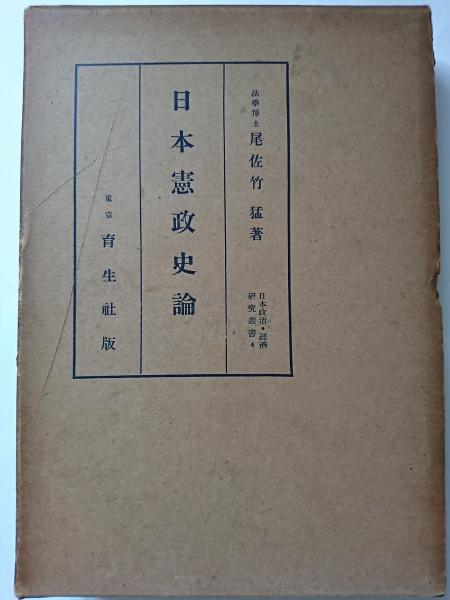 法學博士 尾佐竹 猛著
日本政治・經濟
研究叢書 4
日本憲政史論
東京 育生社版